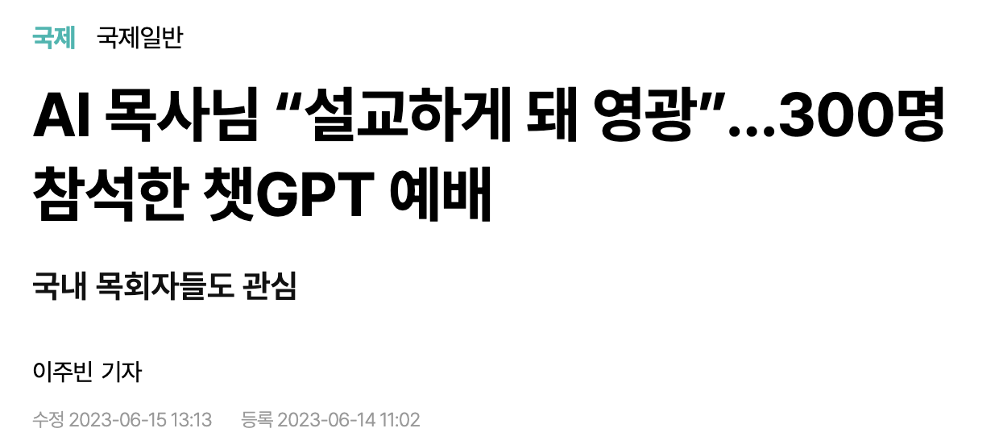 국제 국제일반
AI 목사님 “설교하게 돼 영광”…300명
참석한 챗GPT 예배
국내 목회자들도 관심
이주빈 기자
수정 2023-06-15 13:13 등록 2023-06-14 11:02